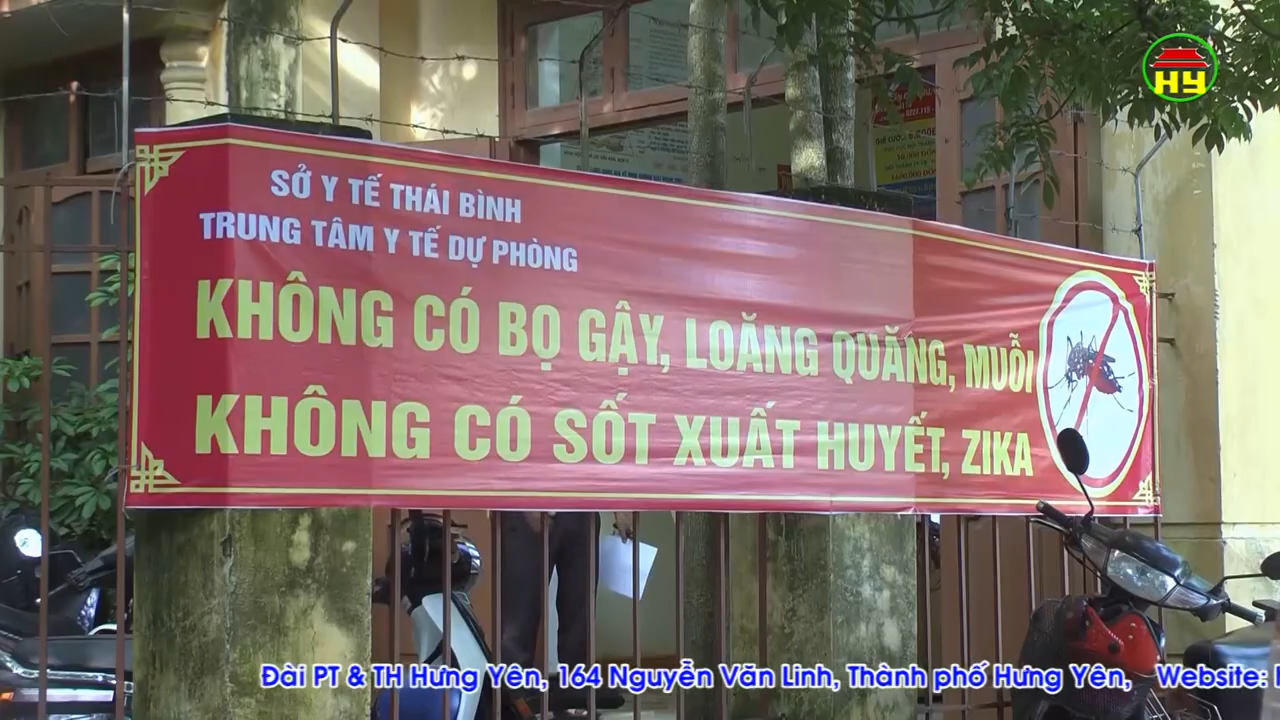 HY
SỞ Y TẾ THÁI BÌNH
TRUNG TÂM Y TẾ DỰ PHÒNG
KHÔNG CÓ BỌ GẬY, LOĂNG QUĂNG, MUỖI
KHÔNG CÓ SỐT XUẤT HUYẾT, ZIKA
Đài PT & TH Hưng Yên, 164 Nguyễn Văn Linh, Thành phố Hưng Yên, Website: